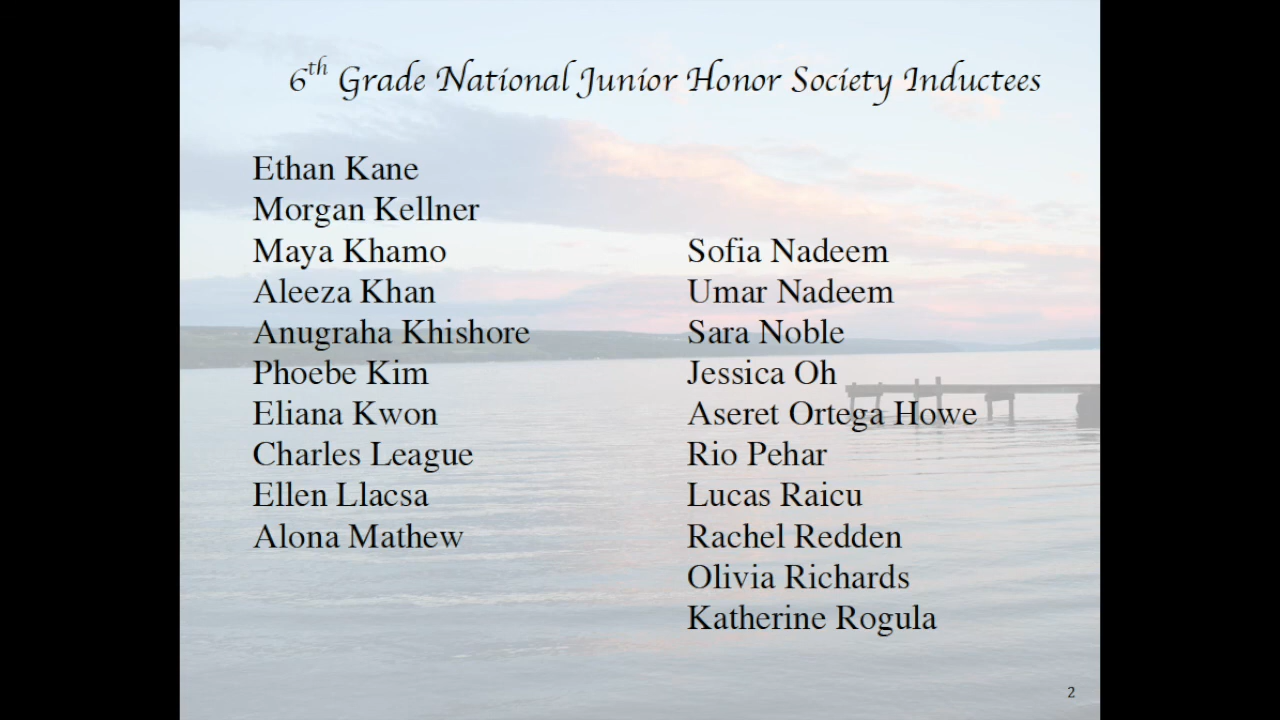 6th Grade National Junior Honor Society Inductees
Ethan Kane
Morgan Kellner
Maya Khamo
Aleeza Khan
Anugraha Khishore
Phoebe Kim
Eliana Kwon
Charles League
Ellen Llacsa
Alona Mathew
Sofia Nadeem
Umar Nadeem
Sara Noble
Jessica Oh
Aseret Ortega Howe
Rio Pehar
Lucas Raicu
Rachel Redden
Olivia Richards
Katherine Rogula
2